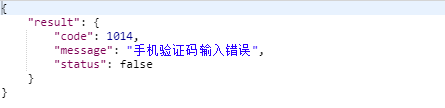 {
    "result": {
        "code": 1014,
        "message": "手机验证码输入错误",
        "status": false
    }
}